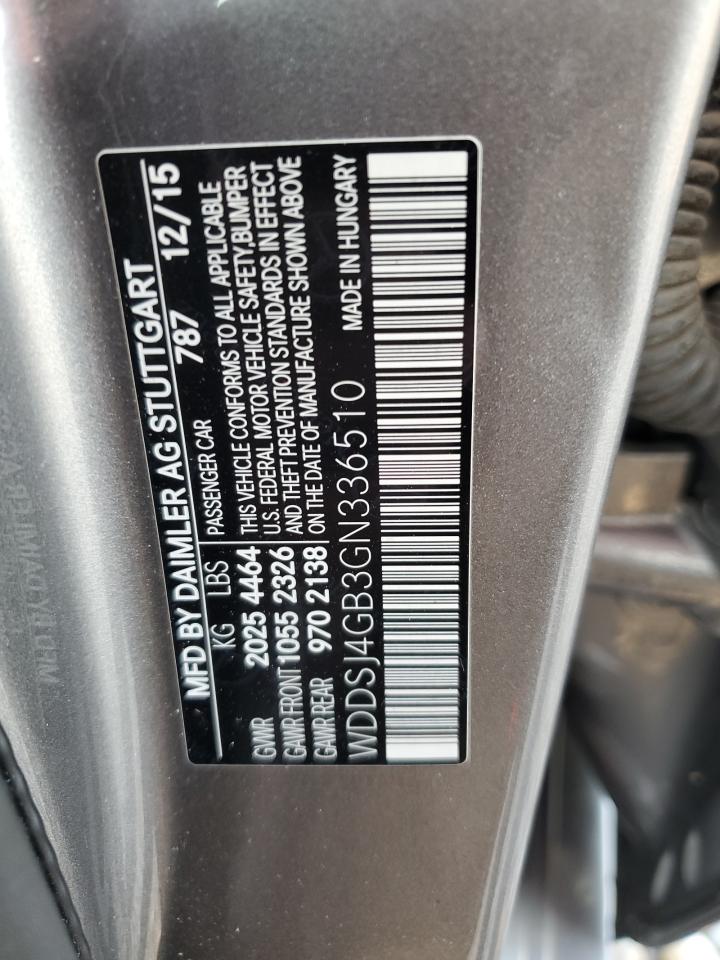 MFD BY DAIMLER AG STUTTGART
787 12/15
KG LBS PASSENGER CAR
GWR 2025 4464
GAWR FRONT 1055 2326
GAWR REAR 970 2138
THIS VEHICLE CONFORMS TO ALL APPLICABLE
U.S. FEDERAL MOTOR VEHICLE SAFETY, BUMPER
AND THEFT PREVENTION STANDARDS IN EFFECT
ON THE DATE OF MANUFACTURE SHOWN ABOVE
WDDSJ4GB3GN336510 MADE IN HUNGARY